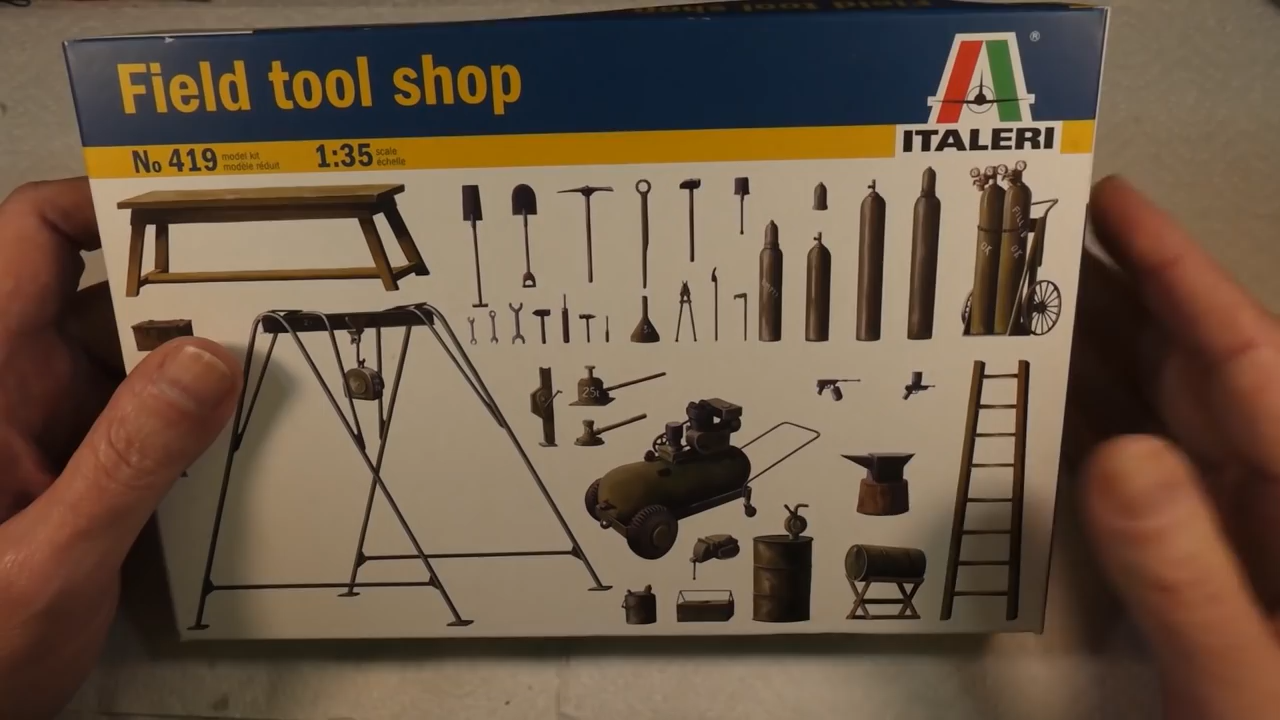 Field tool shop
®
ITALERI
No 419 model kit
modèle réduit
1:35 scale
échelle
25t